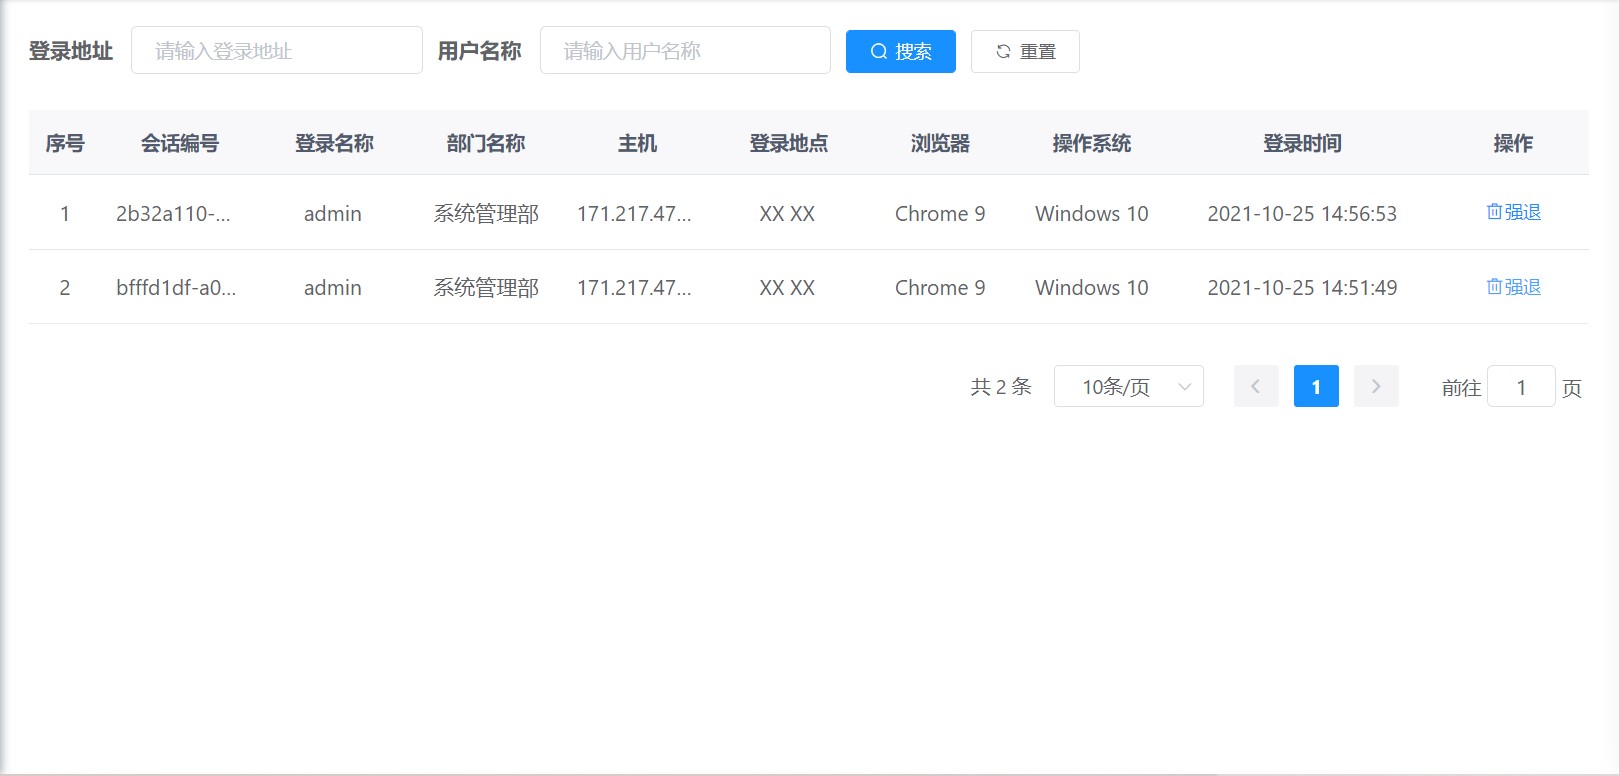 登录地址 请输入登录地址 用户名称 请输入用户名称 搜索 重置
序号 会话编号 登录名称 部门名称 主机 登录地点 浏览器 操作系统 登录时间 操作
1 2b32a110-... admin 系统管理部 171.217.47... XX XX Chrome 9 Windows 10 2021-10-25 14:56:53 强退
2 bfffd1df-a0... admin 系统管理部 171.217.47... XX XX Chrome 9 Windows 10 2021-10-25 14:51:49 强退
共 2 条 10条/页 1 前往 1 页